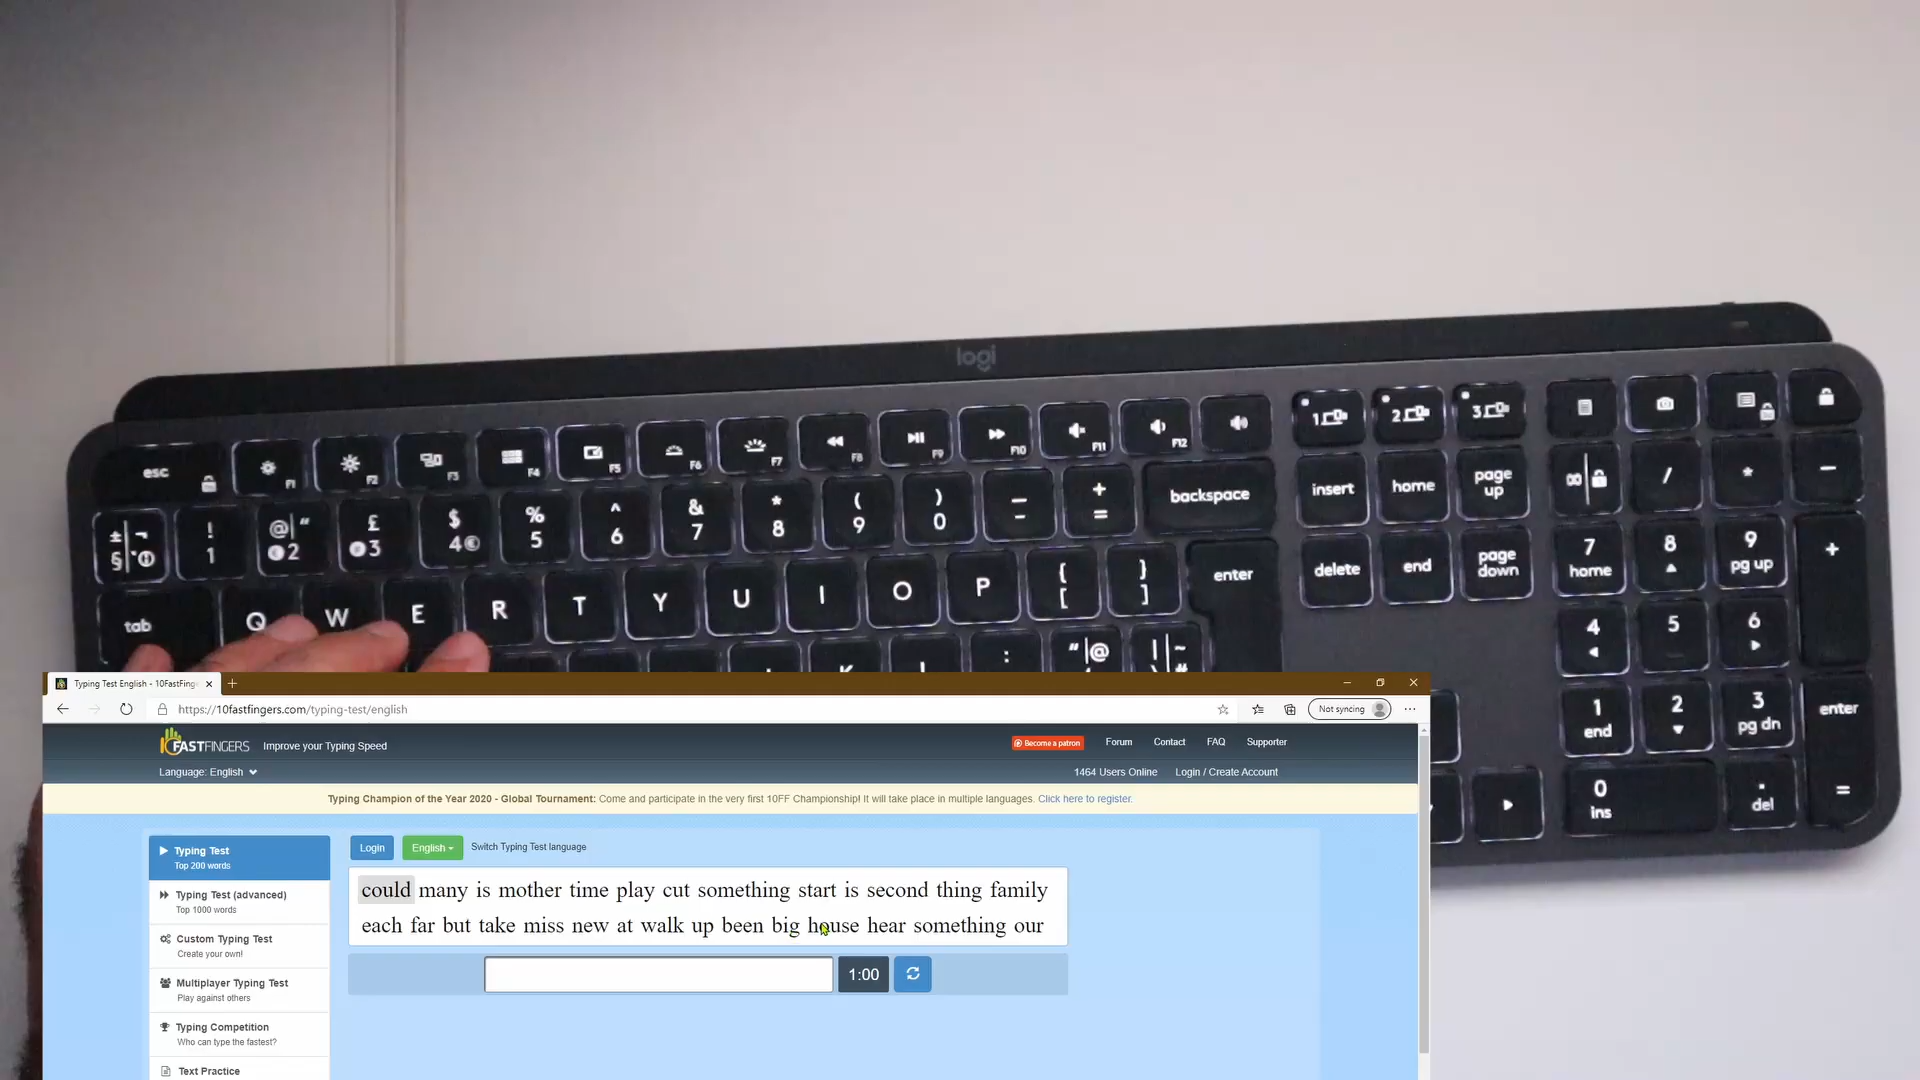 logi
esc F1 F2 F3 F4 F5 F6 F7 F8 F9 F10 F11 F12
1 2 3
± ¬ § ! 1 @ " € 2 £ # 3 $ 4 € % 5 ^ 6 & 7 * 8 ( 9 ) 0 _ - + = backspace
insert home page up
/ * -
tab Q W E R T Y U I O P { [ } ] enter
delete end page down
7 home 8 9 pg up +
: " @ | ~ #
4 5 6
1 end 2 3 pg dn enter
0 ins . del =
Typing Test English - 10FastFing
https://10fastfingers.com/typing-test/english
Not syncing
10FASTFINGERS Improve your Typing Speed
Become a patron Forum Contact FAQ Supporter
Language: English
1464 Users Online Login / Create Account
Typing Champion of the Year 2020 - Global Tournament: Come and participate in the very first 10FF Championship! It will take place in multiple languages. Click here to register.
Typing Test
Top 200 words
Typing Test (advanced)
Top 1000 words
Custom Typing Test
Create your own!
Multiplayer Typing Test
Play against others
Typing Competition
Who can type the fastest?
Text Practice
Login English Switch Typing Test language
could many is mother time play cut something start is second thing family
each far but take miss new at walk up been big house hear something our
1:00